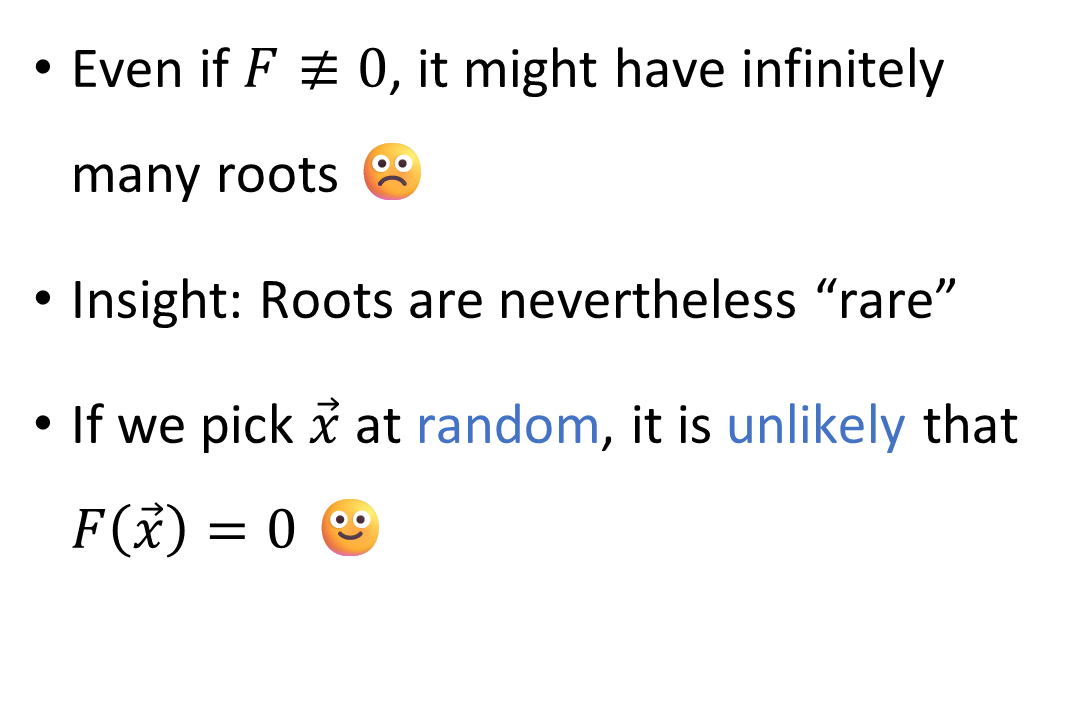 • Even if 𝐹 ≢ 0, it might have infinitely
many roots 🙁
• Insight: Roots are nevertheless “rare”
• If we pick x⃗ at random, it is unlikely that
𝐹(x⃗) = 0 🙂